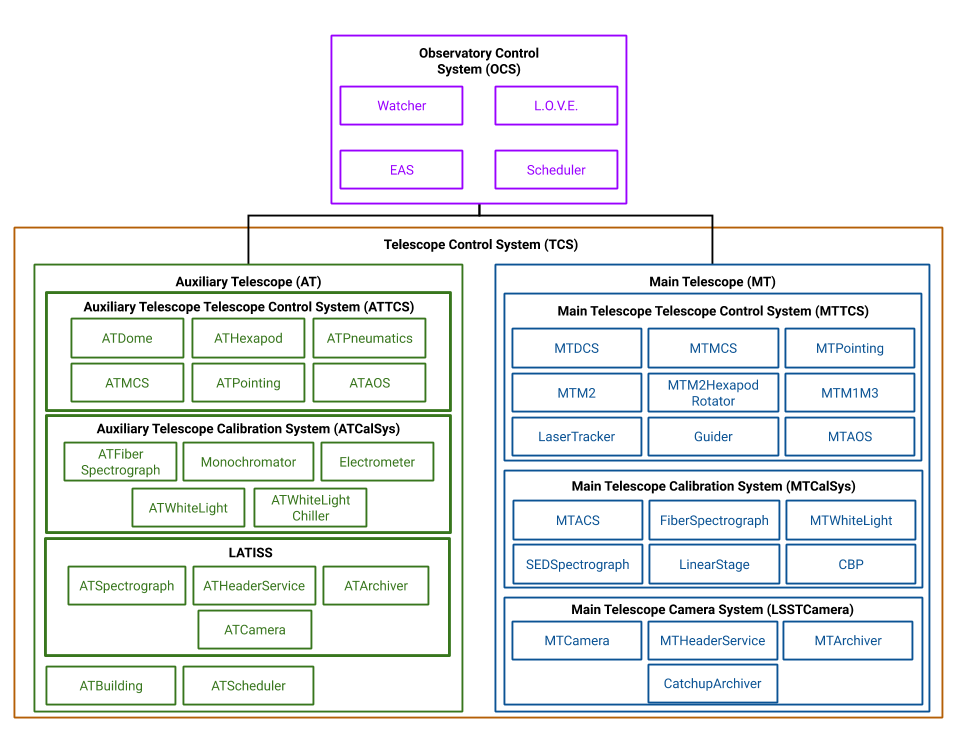 Observatory Control
System (OCS)
Watcher
L.O.V.E.
EAS
Scheduler
Telescope Control System (TCS)
Auxiliary Telescope (AT)
Auxiliary Telescope Telescope Control System (ATTCS)
ATDome
ATHexapod
ATPneumatics
ATMCS
ATPointing
ATAOS
Auxiliary Telescope Calibration System (ATCalSys)
ATFiber
Spectrograph
Monochromator
Electrometer
ATWhiteLight
ATWhiteLight
Chiller
LATISS
ATSpectrograph
ATHeaderService
ATArchiver
ATCamera
ATBuilding
ATScheduler
Main Telescope (MT)
Main Telescope Telescope Control System (MTTCS)
MTDCS
MTMCS
MTPointing
MTM2
MTM2Hexapod
Rotator
MTM1M3
LaserTracker
Guider
MTAOS
Main Telescope Calibration System (MTCalSys)
MTACS
FiberSpectrograph
MTWhiteLight
SEDSpectrograph
LinearStage
CBP
Main Telescope Camera System (LSSTCamera)
MTCamera
MTHeaderService
MTArchiver
CatchupArchiver